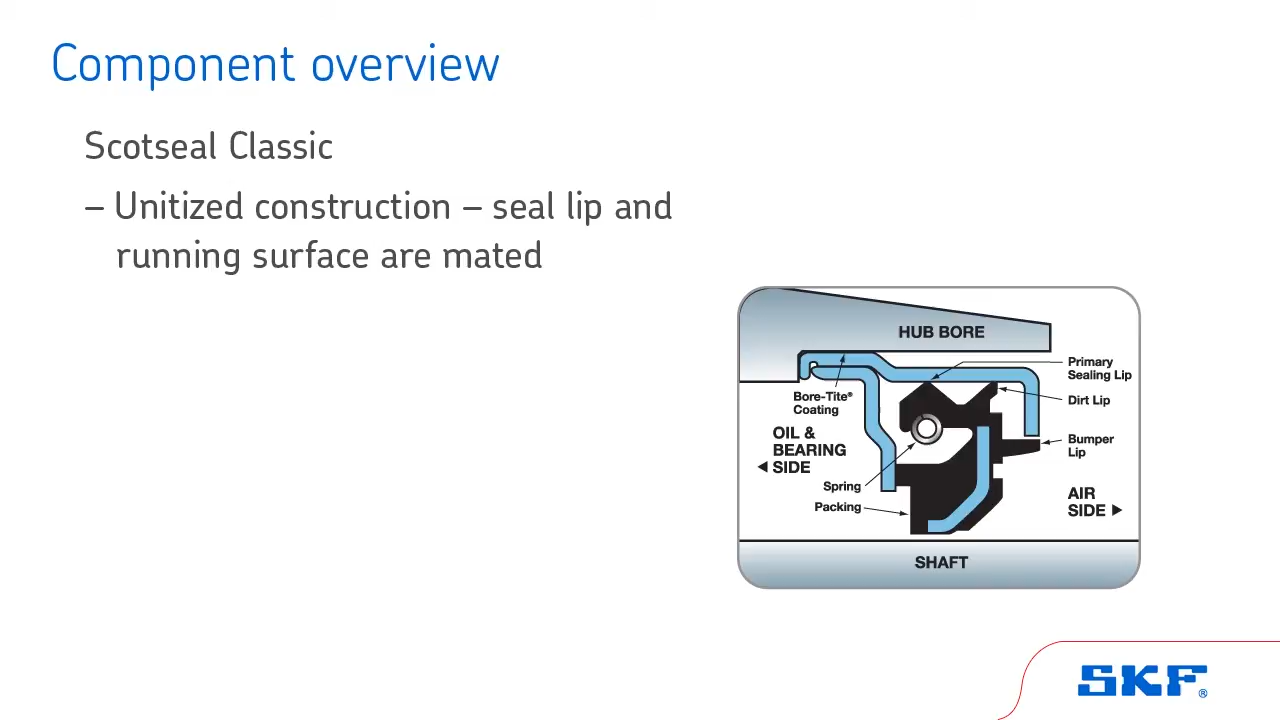 Component overview
Scotseal Classic
– Unitized construction – seal lip and
running surface are mated
HUB BORE
Primary
Sealing Lip
Bore-Tite®
Coating
Dirt Lip
OIL &
BEARING
◄ SIDE
Bumper
Lip
Spring
Packing
AIR
SIDE ►
SHAFT
SKF®